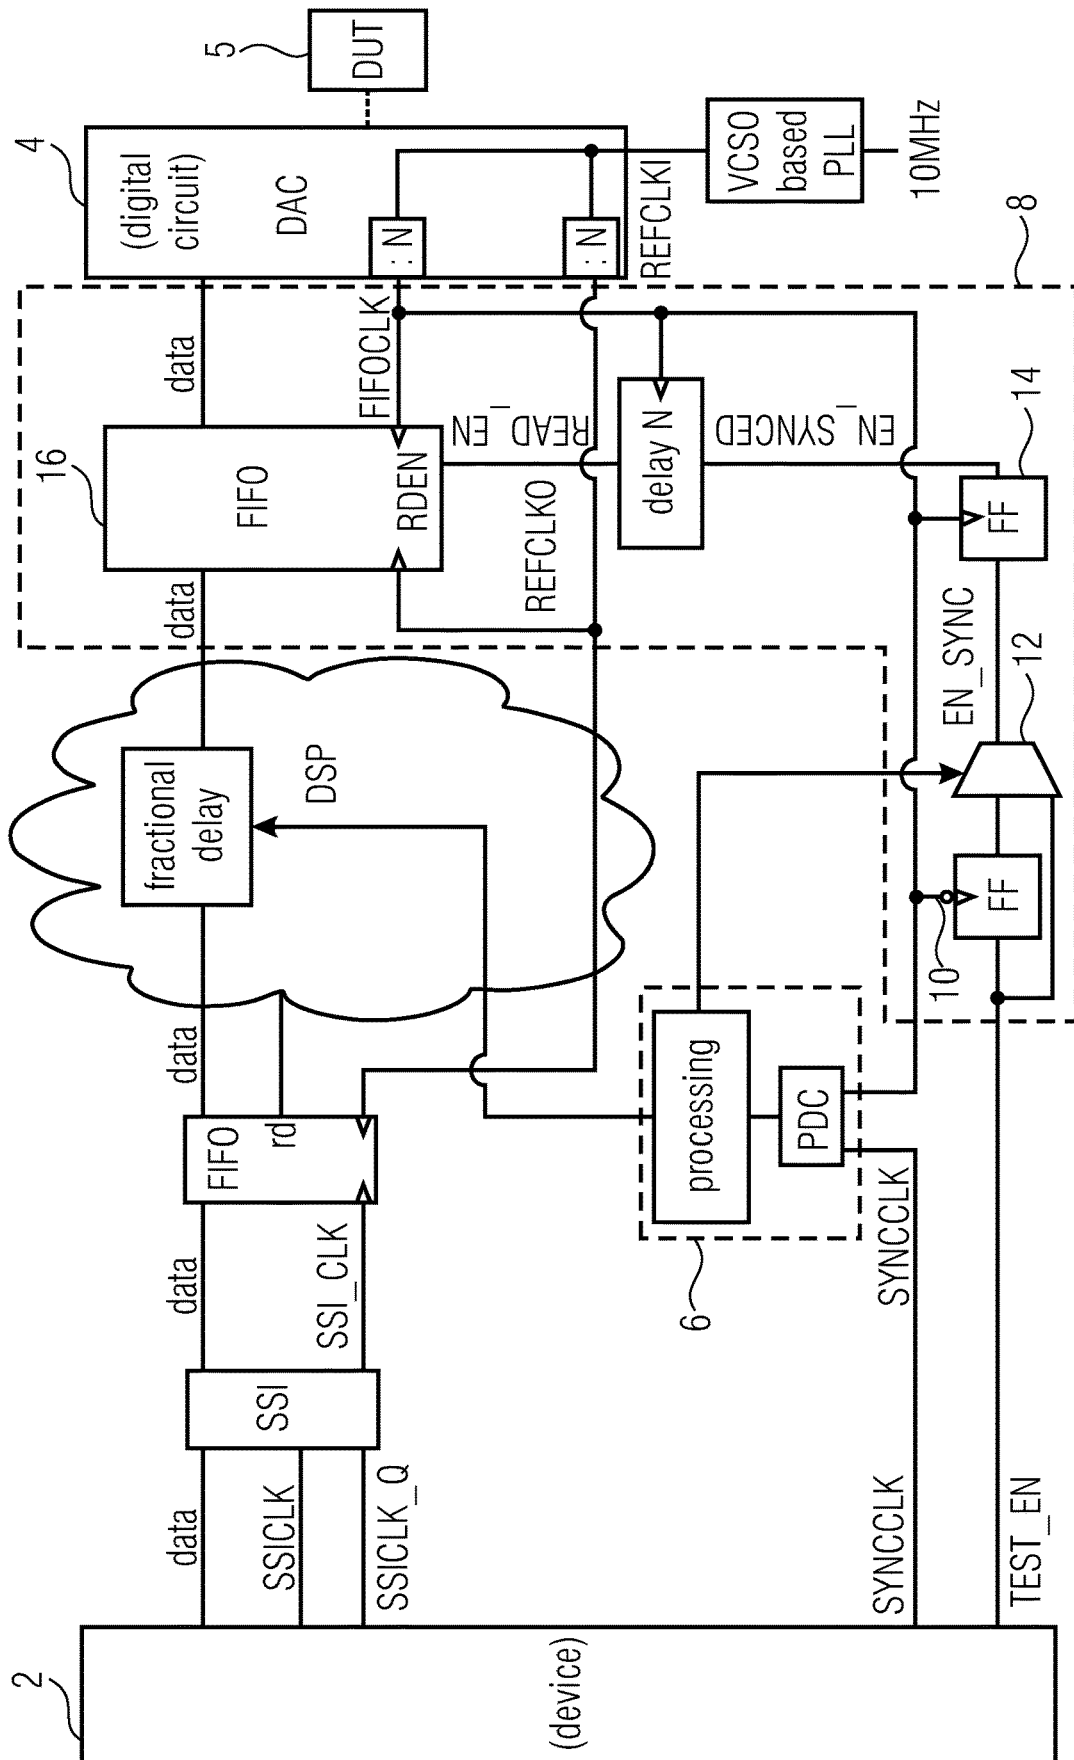 2
(device)
data
SSICLK
SSICLK_Q
SYNCCLK
TEST_EN
SSI
data
SSI_CLK
FIFO
rd
data
fractional
delay
DSP
6
processing
PDC
SYNCCLK
10
FF
12
EN_SYNC
FF
14
8
data
16
FIFO
RDEN
REFCLKO
READ_EN
delay N
EN_SYNCED
data
FIFOCLK
4
(digital
circuit)
DAC
: N
: N
REFCLKI
5
DUT
VCSO
based
PLL
10MHz